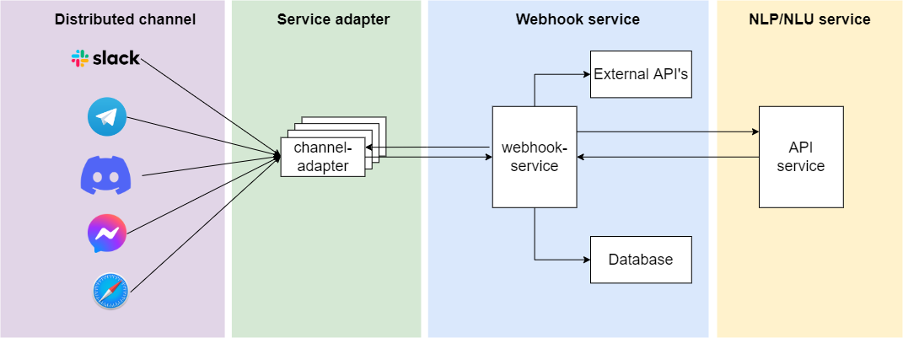 Distributed channel
Service adapter
Webhook service
NLP/NLU service
slack
channel-
adapter
External API's
webhook-
service
Database
API
service